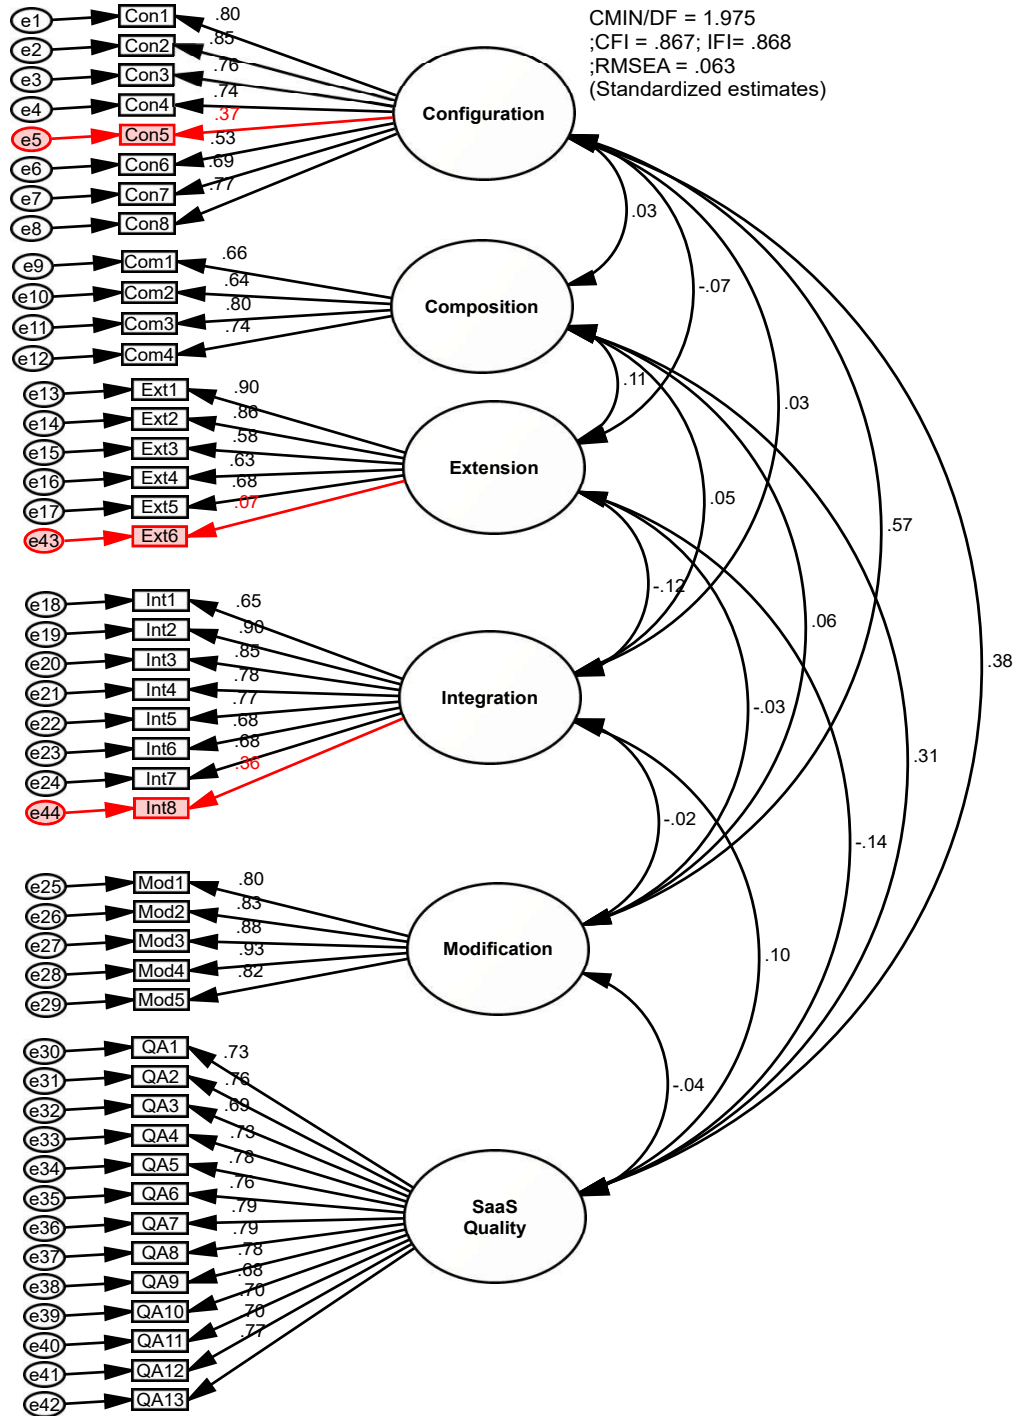 CMIN/DF = 1.975
;CFI = .867; IFI= .868
;RMSEA = .063
(Standardized estimates)
e1 Con1 .80
e2 Con2 .85
e3 Con3 .76
e4 Con4 .74
e5 Con5 .37
e6 Con6 .53
e7 Con7 .69
e8 Con8 .77
Configuration
e9 Com1 .66
e10 Com2 .64
e11 Com3 .80
e12 Com4 .74
Composition
e13 Ext1 .90
e14 Ext2 .86
e15 Ext3 .58
e16 Ext4 .63
e17 Ext5 .68
e43 Ext6 .07
Extension
e18 Int1 .65
e19 Int2 .90
e20 Int3 .85
e21 Int4 .78
e22 Int5 .77
e23 Int6 .68
e24 Int7 .68
e44 Int8 .36
Integration
e25 Mod1 .80
e26 Mod2 .83
e27 Mod3 .88
e28 Mod4 .93
e29 Mod5 .82
Modification
e30 QA1 .73
e31 QA2 .76
e32 QA3 .69
e33 QA4 .73
e34 QA5 .78
e35 QA6 .76
e36 QA7 .79
e37 QA8 .79
e38 QA9 .78
e39 QA10 .68
e40 QA11 .70
e41 QA12 .70
e42 QA13 .77
SaaS
Quality
.03
-.07
.11
.03
.05
.57
-.12
.06
.38
-.03
.31
-.02
-.14
.10
-.04